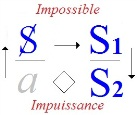 Impossible
$ → S1
a ◇ S2
Impuissance